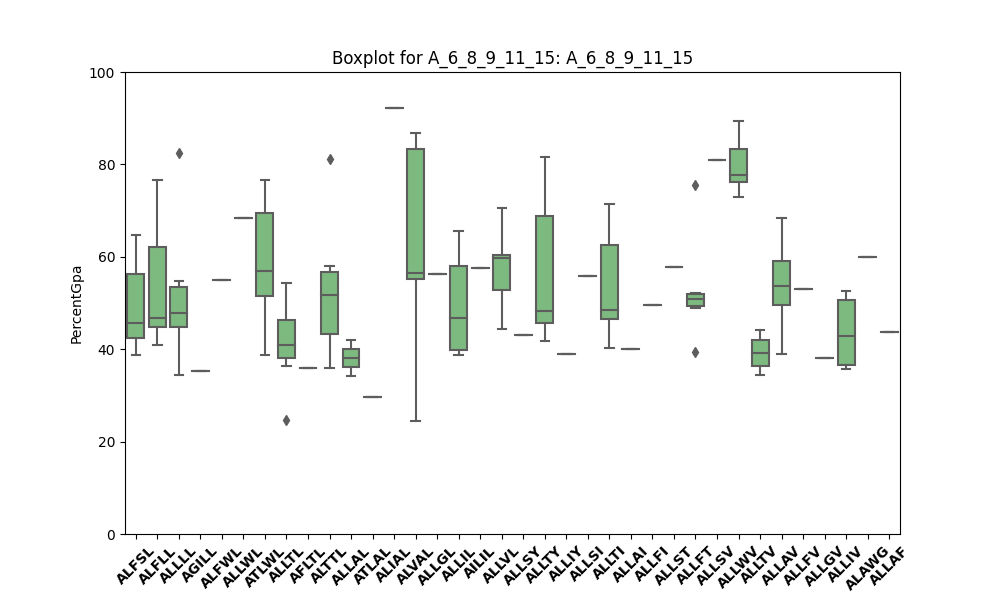 Boxplot for A_6_8_9_11_15: A_6_8_9_11_15
PercentGpa
100
80
60
40
20
0
ALFSL
ALFLL
ALLLL
AGILL
ALFWL
ALLWL
ATLWL
ALLTL
AFLTL
ALTTL
ALLAL
ATLAL
ALIAL
ALVAL
ALLGL
ALLIL
AILIL
ALLVL
ALLSY
ALLTY
ALLIY
ALLSI
ALLTI
ALLAI
ALLFI
ALLST
ALLFT
ALLSV
ALLWV
ALLTV
ALLAV
ALLFV
ALLGV
ALLIV
ALAWG
ALLAF